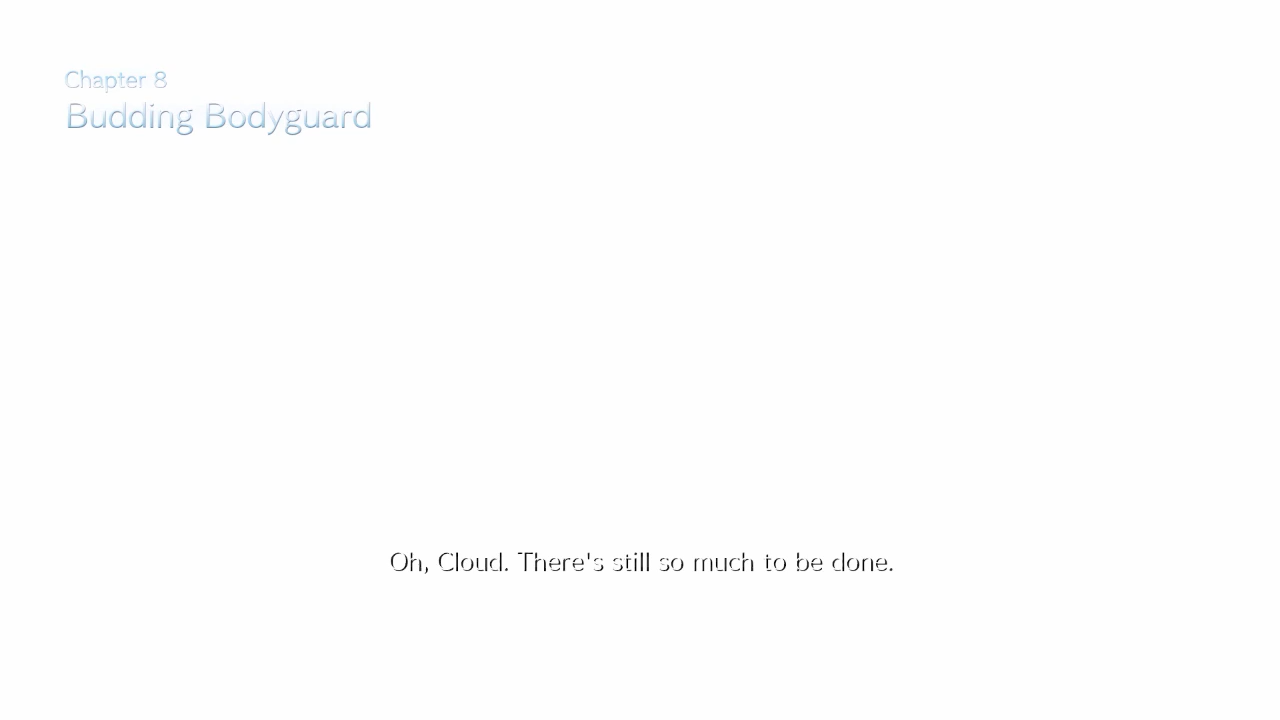 Chapter 8
Budding Bodyguard
Oh, Cloud. There's still so much to be done.